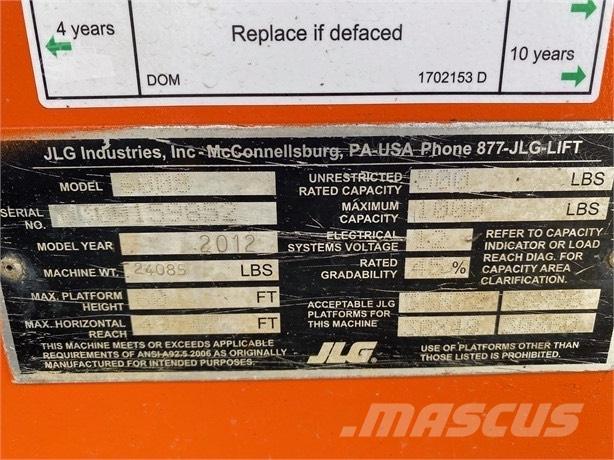 4 years
Replace if defaced
10 years
DOM
1702153 D
JLG Industries, Inc - McConnellsburg, PA-USA Phone 877-JLG-LIFT
MODEL
UNRESTRICTED RATED CAPACITY LBS
SERIAL NO.
MAXIMUM CAPACITY LBS
MODEL YEAR 2012
ELECTRICAL SYSTEMS VOLTAGE
REFER TO CAPACITY
INDICATOR OR LOAD
REACH DIAG. FOR
CAPACITY AREA
CLARIFICATION.
MACHINE WT. 24085 LBS
RATED GRADABILITY %
MAX. PLATFORM HEIGHT FT
ACCEPTABLE JLG
PLATFORMS FOR
THIS MACHINE
MAX. HORIZONTAL REACH FT
THIS MACHINE MEETS OR EXCEEDS APPLICABLE
REQUIREMENTS OF ANSI A92.5 2006 AS ORIGINALLY
MANUFACTURED FOR INTENDED PURPOSES.
JLG
USE OF PLATFORMS OTHER THAN
THOSE LISTED IS PROHIBITED.
MASCUS